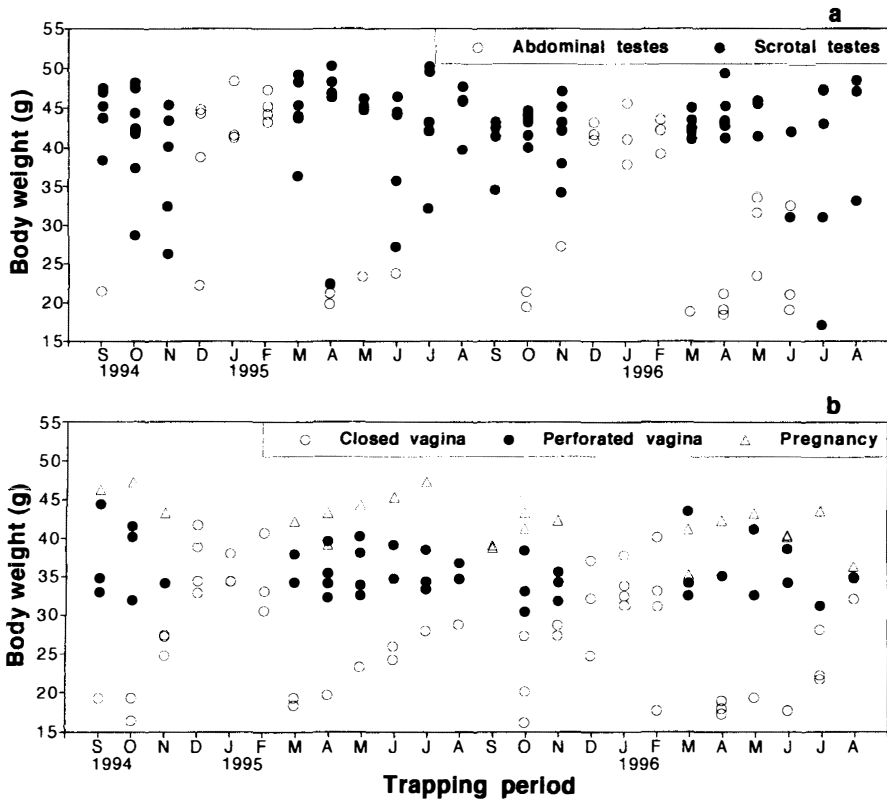 a
○ Abdominal testes ● Scrotal testes
Body weight (g)
55
50
45
40
35
30
25
20
15
S O N D J F M A M J J A S O N D J F M A M J J A
1994 1995 1996
b
○ Closed vagina ● Perforated vagina △ Pregnancy
Body weight (g)
55
50
45
40
35
30
25
20
15
S O N D J F M A M J J A S O N D J F M A M J J A
1994 1995 1996
Trapping period